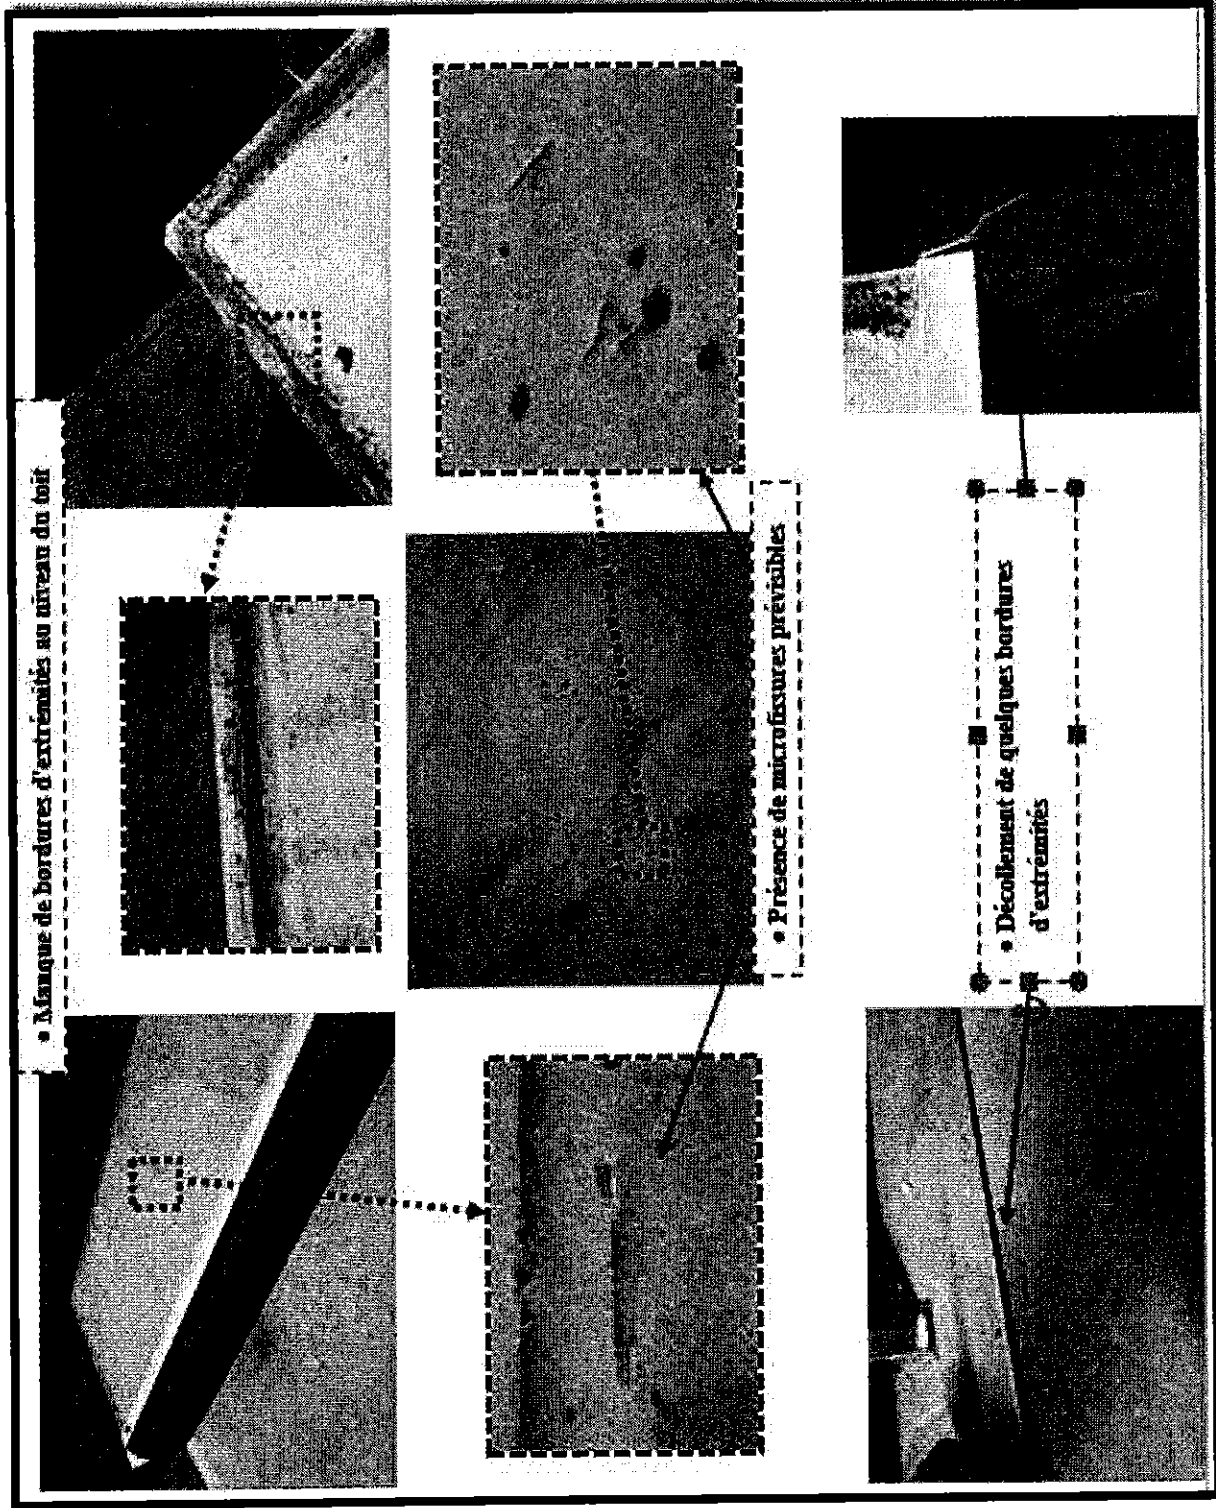 • Manque de bordures d'extrémités au niveau du toit
• Présence de microfissures prévisibles
• Décollement de quelques bordures
d'extrémités